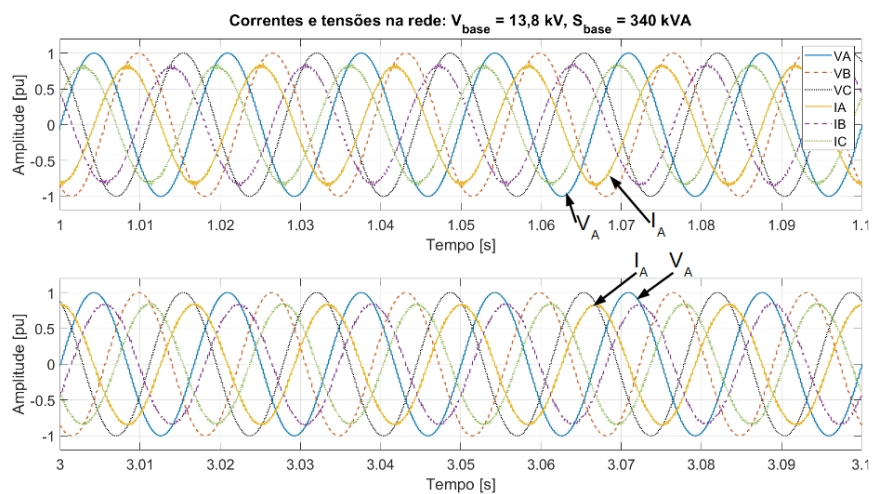 Correntes e tensões na rede: V_base = 13,8 kV, S_base = 340 kVA
Amplitude [pu]
1
0.5
0
-0.5
-1
VA
VB
VC
IA
IB
IC
1 1.01 1.02 1.03 1.04 1.05 1.06 1.07 1.08 1.09 1.1
V_A I_A
Tempo [s]
I_A V_A
Amplitude [pu]
1
0.5
0
-0.5
-1
3 3.01 3.02 3.03 3.04 3.05 3.06 3.07 3.08 3.09 3.1
Tempo [s]